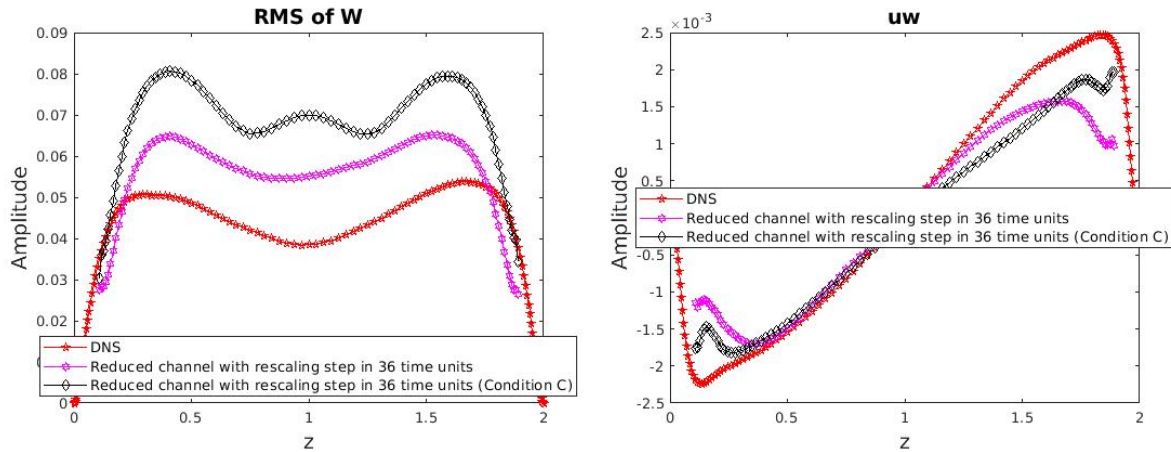 RMS of W
0.09
0.08
0.07
0.06
0.05
0.04
0.03
0.02
0
Amplitude
DNS
Reduced channel with rescaling step in 36 time units
Reduced channel with rescaling step in 36 time units (Condition C)
0
0.5
1
1.5
2
z
uw
×10⁻³
2.5
2
1.5
1
0.5
-0.5
-1
-1.5
-2
-2.5
Amplitude
DNS
Reduced channel with rescaling step in 36 time units
Reduced channel with rescaling step in 36 time units (Condition C)
0
0.5
1
1.5
2
z